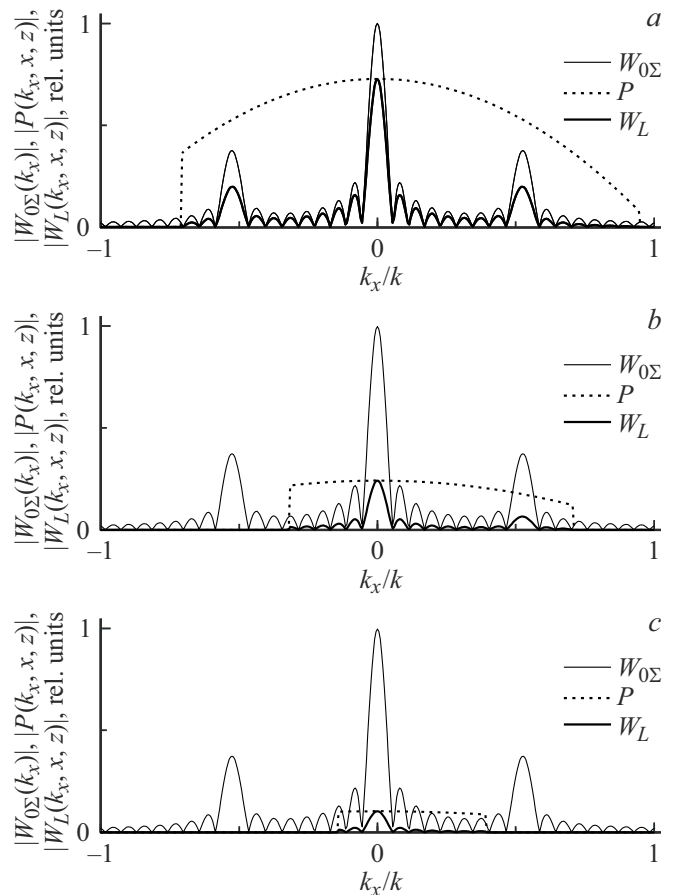 a
|W0Σ(kx)|, |P(kx, x, z)|,
|WL(kx, x, z)|, rel. units
1
0
W0Σ
P
WL
−1
0
1
kx/k
b
|W0Σ(kx)|, |P(kx, x, z)|,
|WL(kx, x, z)|, rel. units
1
0
W0Σ
P
WL
−1
0
1
kx/k
c
|W0Σ(kx)|, |P(kx, x, z)|,
|WL(kx, x, z)|, rel. units
1
0
W0Σ
P
WL
−1
0
1
kx/k